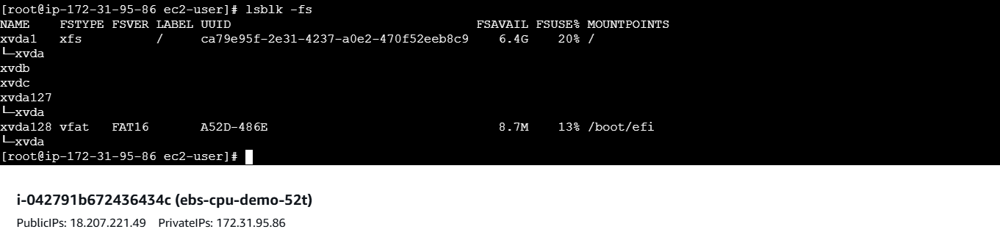 [root@ip-172-31-95-86 ec2-user]# lsblk -fs
NAME    FSTYPE FSVER LABEL UUID                                 FSAVAIL FSUSE% MOUNTPOINTS
xvda1   xfs          /     ca79e95f-2e31-4237-a0e2-470f52eeb8c9    6.4G    20% /
└─xvda
xvdb
xvdc
xvda127
└─xvda
xvda128 vfat   FAT16       A52D-486E                               8.7M    13% /boot/efi
└─xvda
[root@ip-172-31-95-86 ec2-user]#
i-042791b672436434c (ebs-cpu-demo-52t)
PublicIPs: 18.207.221.49 PrivateIPs: 172.31.95.86